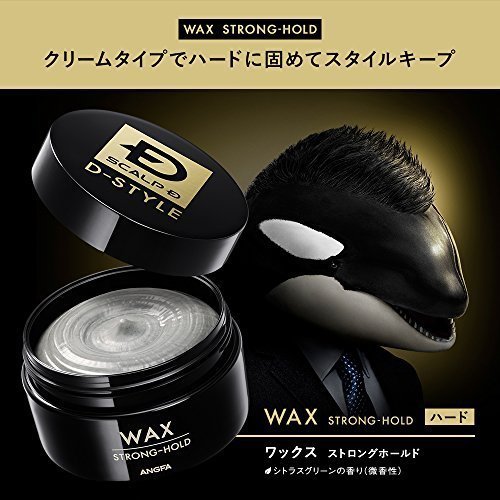 WAX STRONG-HOLD
クリームタイプでハードに固めてスタイルキープ
SCALP D
D-STYLE
WAX
STRONG-HOLD
ANGFA
WAX STRONG-HOLD ハード
ワックス ストロングホールド
シトラスグリーンの香り(微香性)